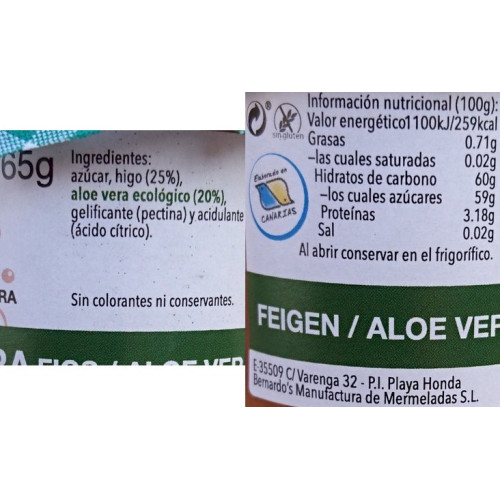 65g
Ingredientes:
azúcar, higo (25%),
aloe vera ecológico (20%),
gelificante (pectina) y acidulante
(ácido cítrico).
RA
Sin colorantes ni conservantes.
Información nutricional (100g):
Valor energético1100kJ/259kcal
Grasas 0.71g
–las cuales saturadas 0.02g
Hidratos de carbono 60g
–los cuales azúcares 59g
Proteínas 3.18g
Sal 0.02g
Al abrir conservar en el frigorífico.
sin gluten
Elaborado en
CANARIAS
FEIGEN / ALOE VER
E-35509 C/ Varenga 32 - P.I. Playa Honda
Bernardo's Manufactura de Mermeladas S.L.